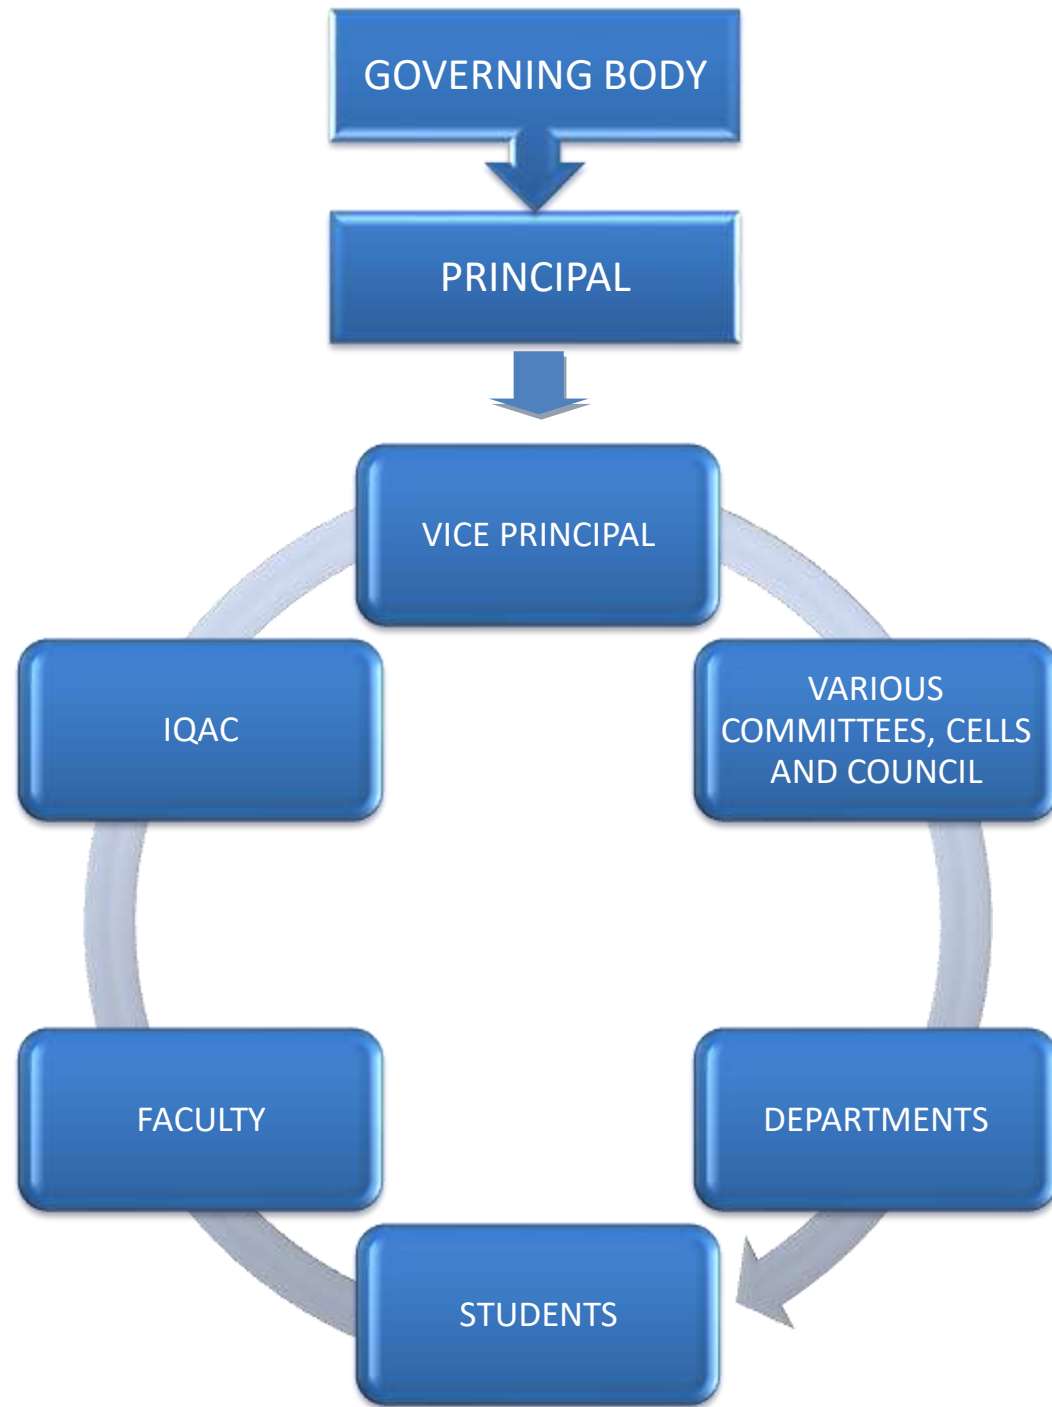 GOVERNING BODY
PRINCIPAL
VICE PRINCIPAL
IQAC
VARIOUS
COMMITTEES, CELLS
AND COUNCIL
FACULTY
DEPARTMENTS
STUDENTS